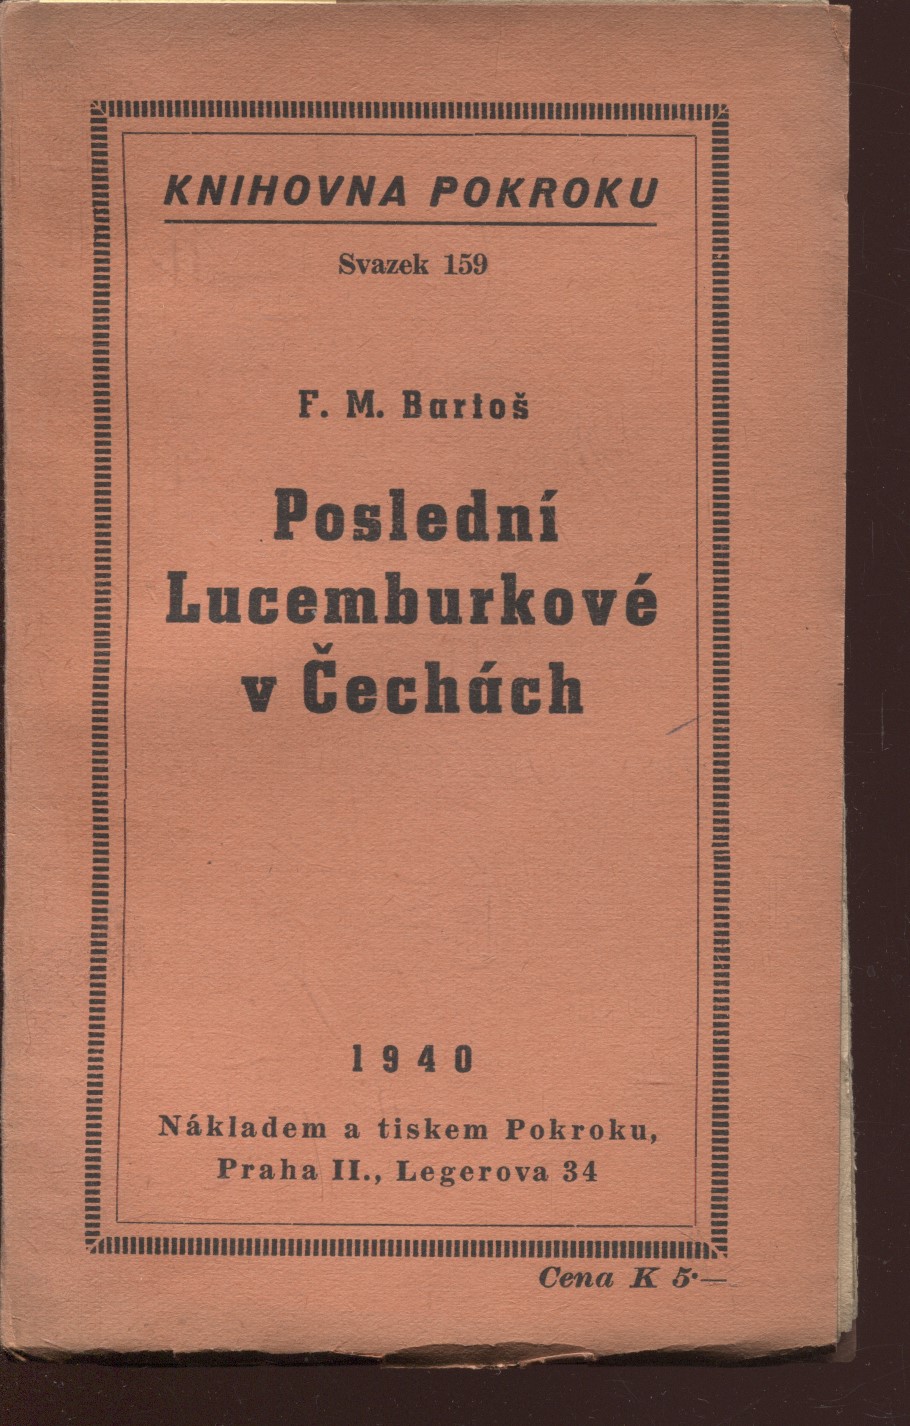 KNIHOVNA POKROKU
Svazek 159
F. M. Bartoš
Poslední
Lucemburkové
v Čechách
1940
Nákladem a tiskem Pokroku,
Praha II., Legerova 34
Cena K 5·—